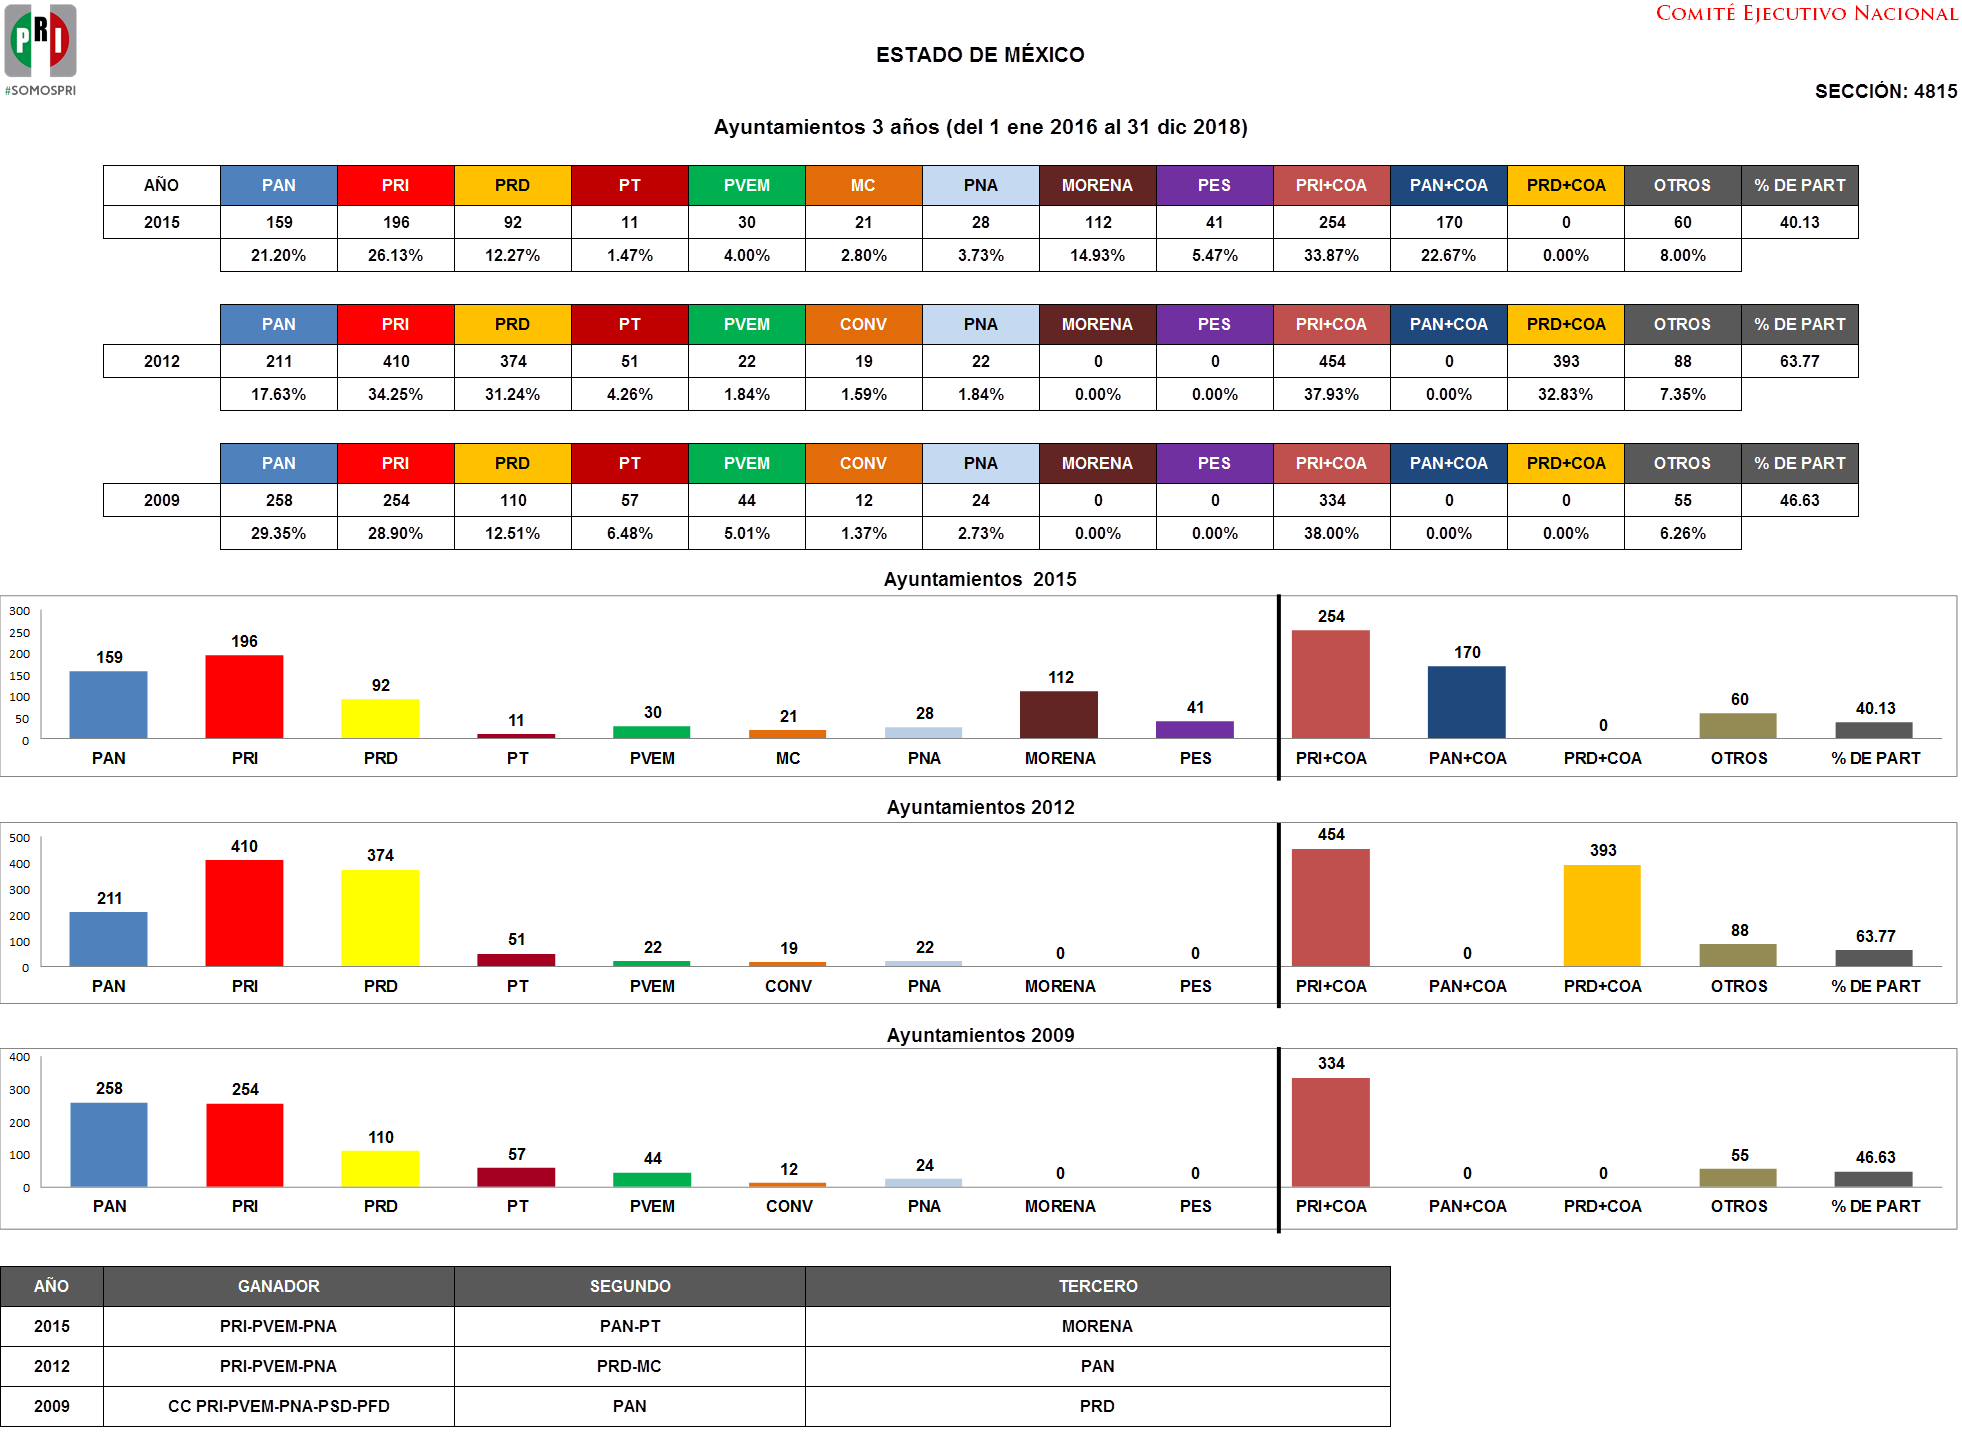 PRI
#SOMOSPRI
COMITÉ EJECUTIVO NACIONAL
ESTADO DE MÉXICO
SECCIÓN: 4815
Ayuntamientos 3 años (del 1 ene 2016 al 31 dic 2018)
AÑO PAN PRI PRD PT PVEM MC PNA MORENA PES PRI+COA PAN+COA PRD+COA OTROS % DE PART
2015 159 196 92 11 30 21 28 112 41 254 170 0 60 40.13
21.20% 26.13% 12.27% 1.47% 4.00% 2.80% 3.73% 14.93% 5.47% 33.87% 22.67% 0.00% 8.00%
PAN PRI PRD PT PVEM CONV PNA MORENA PES PRI+COA PAN+COA PRD+COA OTROS % DE PART
2012 211 410 374 51 22 19 22 0 0 454 0 393 88 63.77
17.63% 34.25% 31.24% 4.26% 1.84% 1.59% 1.84% 0.00% 0.00% 37.93% 0.00% 32.83% 7.35%
PAN PRI PRD PT PVEM CONV PNA MORENA PES PRI+COA PAN+COA PRD+COA OTROS % DE PART
2009 258 254 110 57 44 12 24 0 0 334 0 0 55 46.63
29.35% 28.90% 12.51% 6.48% 5.01% 1.37% 2.73% 0.00% 0.00% 38.00% 0.00% 0.00% 6.26%
Ayuntamientos 2015
300
250
200
150
100
50
0
159 196 92 11 30 21 28 112 41 254 170 0 60 40.13
PAN PRI PRD PT PVEM MC PNA MORENA PES PRI+COA PAN+COA PRD+COA OTROS % DE PART
Ayuntamientos 2012
500
400
300
200
100
0
211 410 374 51 22 19 22 0 0 454 0 393 88 63.77
PAN PRI PRD PT PVEM CONV PNA MORENA PES PRI+COA PAN+COA PRD+COA OTROS % DE PART
Ayuntamientos 2009
400
300
200
100
0
258 254 110 57 44 12 24 0 0 334 0 0 55 46.63
PAN PRI PRD PT PVEM CONV PNA MORENA PES PRI+COA PAN+COA PRD+COA OTROS % DE PART
AÑO GANADOR SEGUNDO TERCERO
2015 PRI-PVEM-PNA PAN-PT MORENA
2012 PRI-PVEM-PNA PRD-MC PAN
2009 CC PRI-PVEM-PNA-PSD-PFD PAN PRD